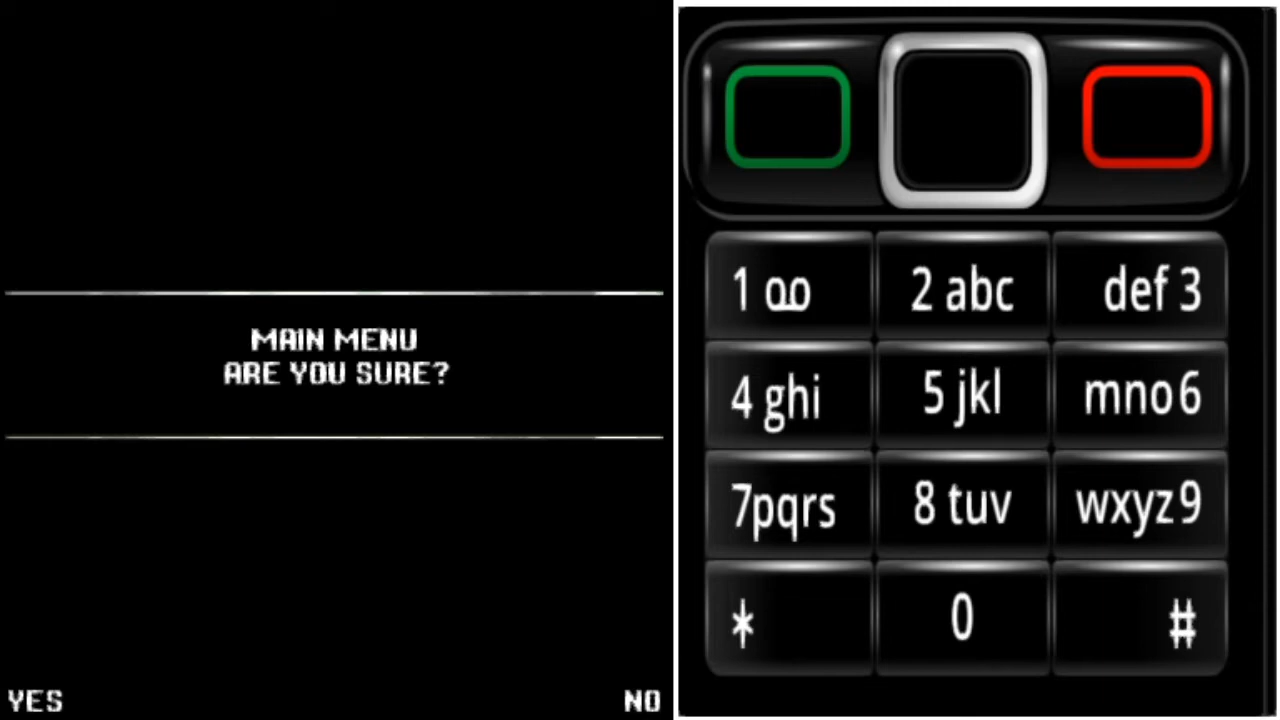 MAIN MENU
ARE YOU SURE?
YES
NO
1 ꝏ
2 abc
def 3
4 ghi
5 jkl
mno 6
7pqrs
8 tuv
wxyz 9
*
0
#